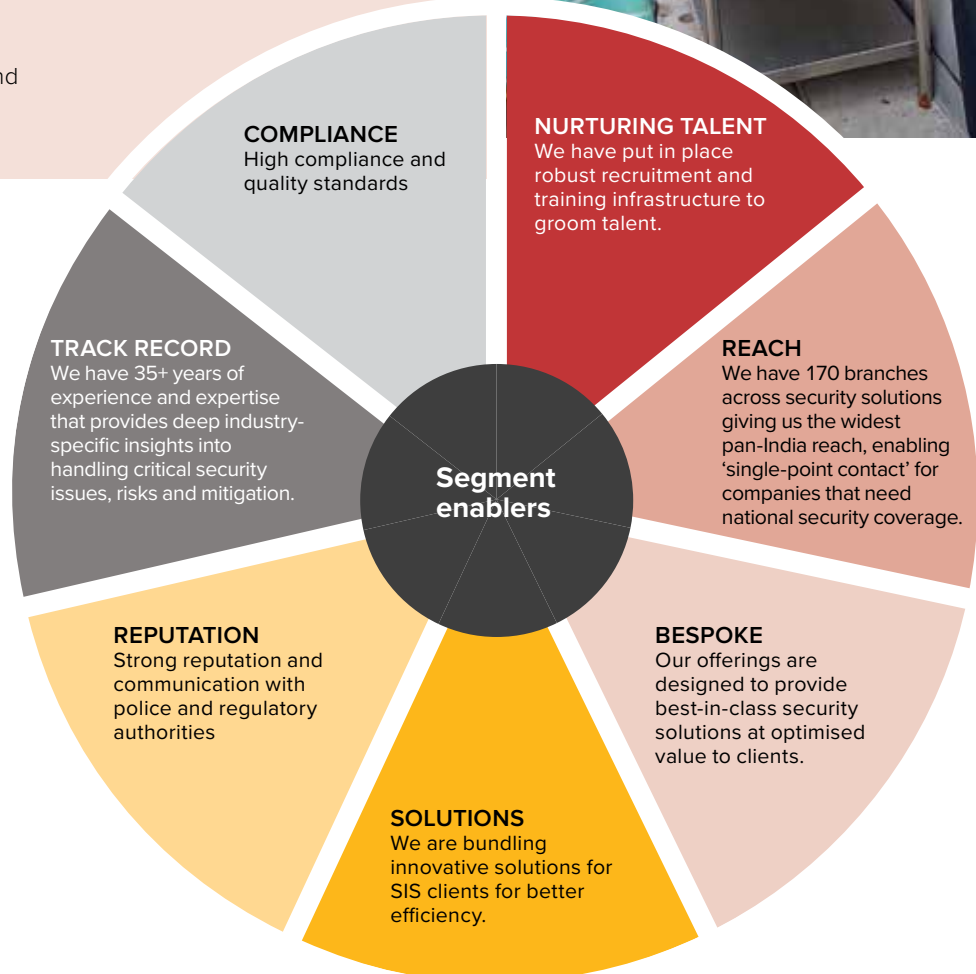 nd
COMPLIANCE
High compliance and
quality standards
NURTURING TALENT
We have put in place
robust recruitment and
training infrastructure to
groom talent.
TRACK RECORD
We have 35+ years of
experience and expertise
that provides deep industry-
specific insights into
handling critical security
issues, risks and mitigation.
REACH
We have 170 branches
across security solutions
giving us the widest
pan-India reach, enabling
‘single-point contact’ for
companies that need
national security coverage.
Segment
enablers
REPUTATION
Strong reputation and
communication with
police and regulatory
authorities
BESPOKE
Our offerings are
designed to provide
best-in-class security
solutions at optimised
value to clients.
SOLUTIONS
We are bundling
innovative solutions for
SIS clients for better
efficiency.